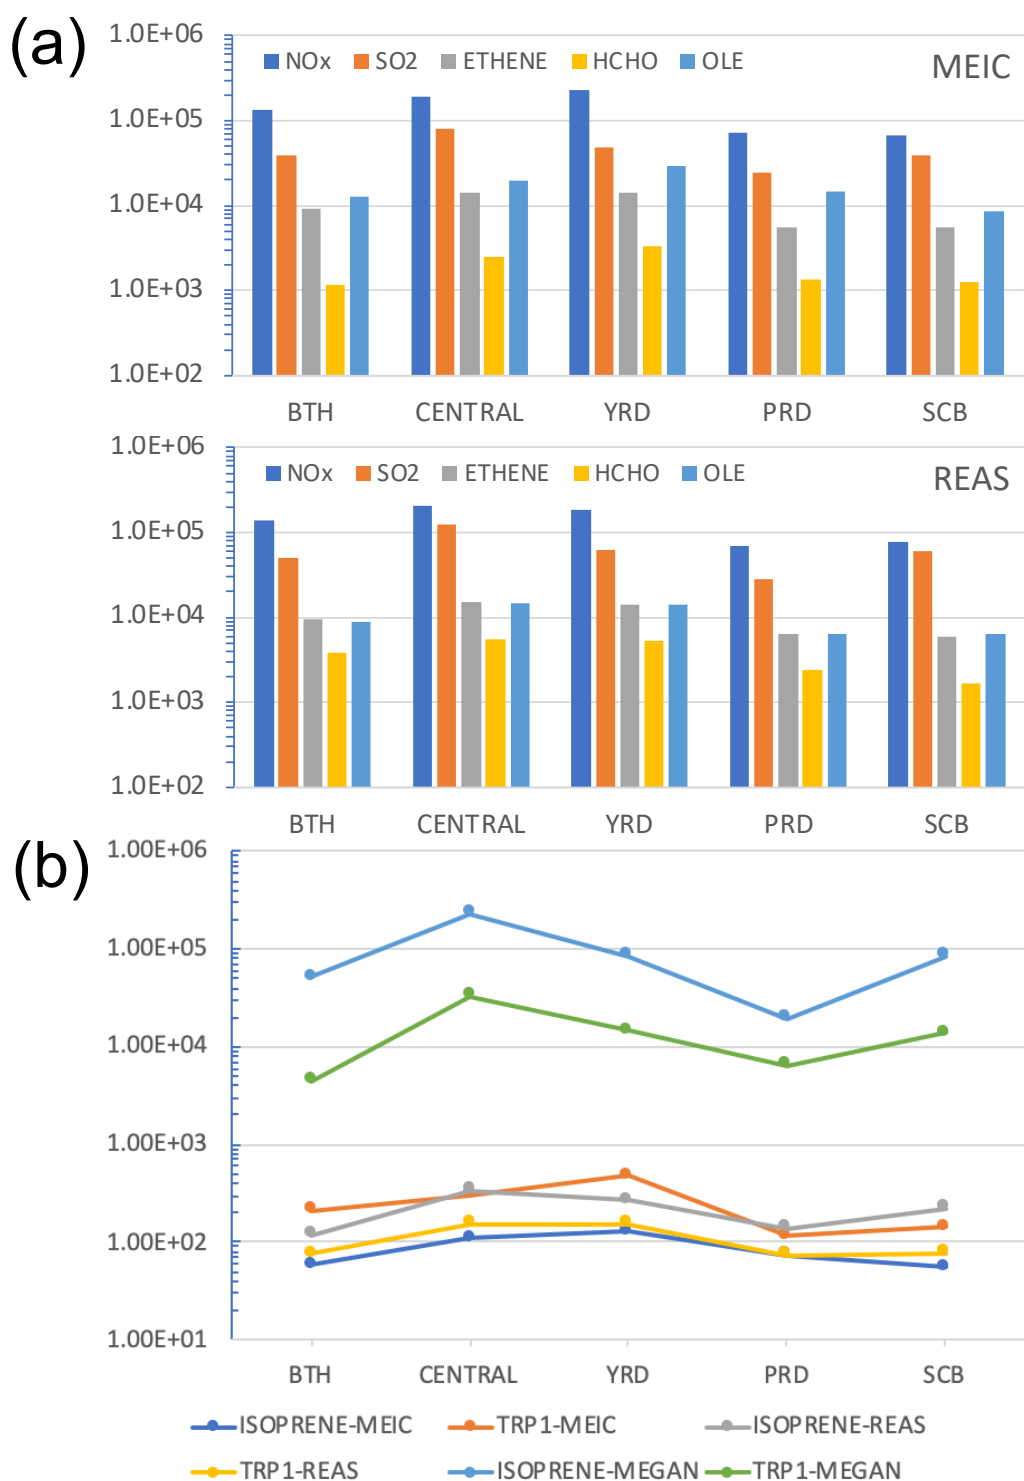 (a)
1.0E+06
NOx SO2 ETHENE HCHO OLE MEIC
1.0E+05
1.0E+04
1.0E+03
1.0E+02
BTH CENTRAL YRD PRD SCB
1.0E+06
NOx SO2 ETHENE HCHO OLE REAS
1.0E+05
1.0E+04
1.0E+03
1.0E+02
BTH CENTRAL YRD PRD SCB
(b)
1.00E+06
1.00E+05
1.00E+04
1.00E+03
1.00E+02
1.00E+01
BTH CENTRAL YRD PRD SCB
ISOPRENE-MEIC TRP1-MEIC ISOPRENE-REAS
TRP1-REAS ISOPRENE-MEGAN TRP1-MEGAN